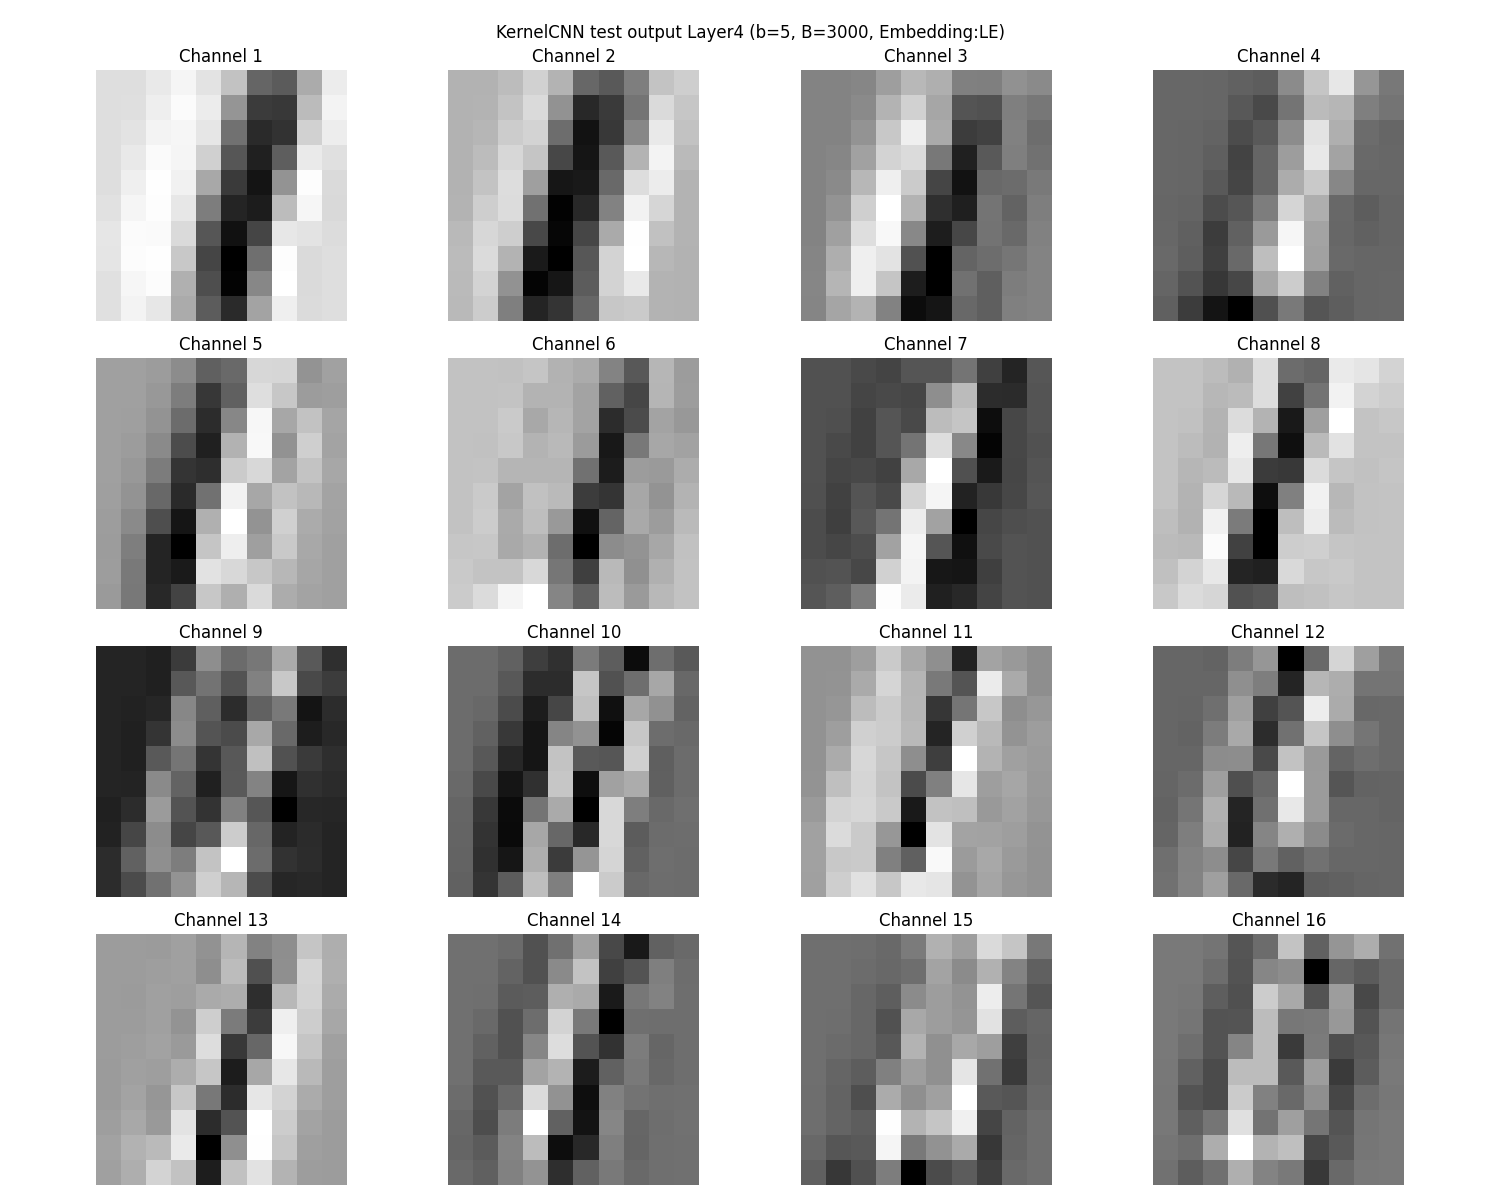 KernelCNN test output Layer4 (b=5, B=3000, Embedding:LE)
Channel 1 Channel 2 Channel 3 Channel 4
Channel 5 Channel 6 Channel 7 Channel 8
Channel 9 Channel 10 Channel 11 Channel 12
Channel 13 Channel 14 Channel 15 Channel 16